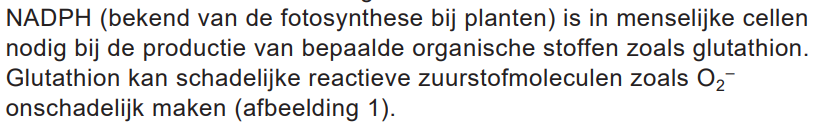 NADPH (bekend van de fotosynthese bij planten) is in menselijke cellen
nodig bij de productie van bepaalde organische stoffen zoals glutathion.
Glutathion kan schadelijke reactieve zuurstofmoleculen zoals O₂⁻
onschadelijk maken (afbeelding 1).